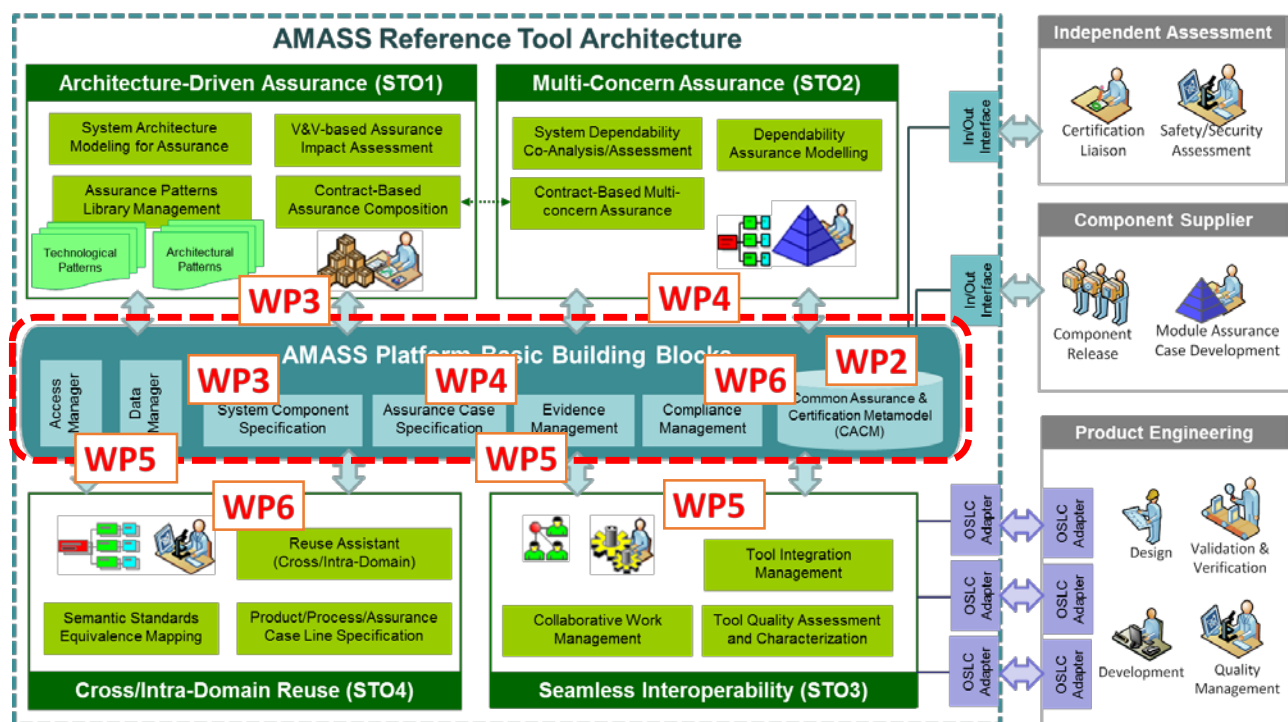 AMASS Reference Tool Architecture
Architecture-Driven Assurance (STO1)
System Architecture
Modeling for Assurance
V&V-based Assurance
Impact Assessment
Assurance Patterns
Library Management
Contract-Based
Assurance Composition
Technological
Patterns
Architectural
Patterns
WP3
Multi-Concern Assurance (STO2)
System Dependability
Co-Analysis/Assessment
Dependability
Assurance Modelling
Contract-Based Multi-
concern Assurance
WP4
In/Out
Interface
In/Out
Interface
Independent Assessment
Certification
Liaison
Safety/Security
Assessment
Component Supplier
Component
Release
Module Assurance
Case Development
AMASS Platform Basic Building Blocks
Access
Manager
Data
Manager
WP3
System Component
Specification
WP4
Assurance Case
Specification
Evidence
Management
WP6
Compliance
Management
WP2
Common Assurance &
Certification Metamodel
(CACM)
WP5
WP5
WP6
Reuse Assistant
(Cross/Intra-Domain)
Semantic Standards
Equivalence Mapping
Product/Process/Assurance
Case Line Specification
Cross/Intra-Domain Reuse (STO4)
WP5
Tool Integration
Management
Collaborative Work
Management
Tool Quality Assessment
and Characterization
Seamless Interoperability (STO3)
OSLC
Adapter
OSLC
Adapter
OSLC
Adapter
OSLC
Adapter
OSLC
Adapter
OSLC
Adapter
Product Engineering
Design
Validation &
Verification
Development
Quality
Management